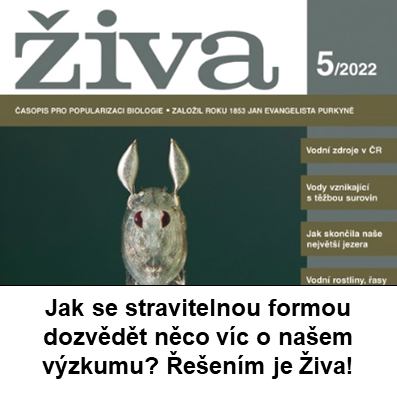 živa
5/2022
ČASOPIS PRO POPULARIZACI BIOLOGIE • ZALOŽIL ROKU 1853 JAN EVANGELISTA PURKYNĚ
Vodní zdroje v ČR
Vody vznikající
s těžbou surovin
Jak skončila naše
největší jezera
Vodní rostliny, řasy
Jak se stravitelnou formou
dozvědět něco víc o našem
výzkumu? Řešením je Živa!